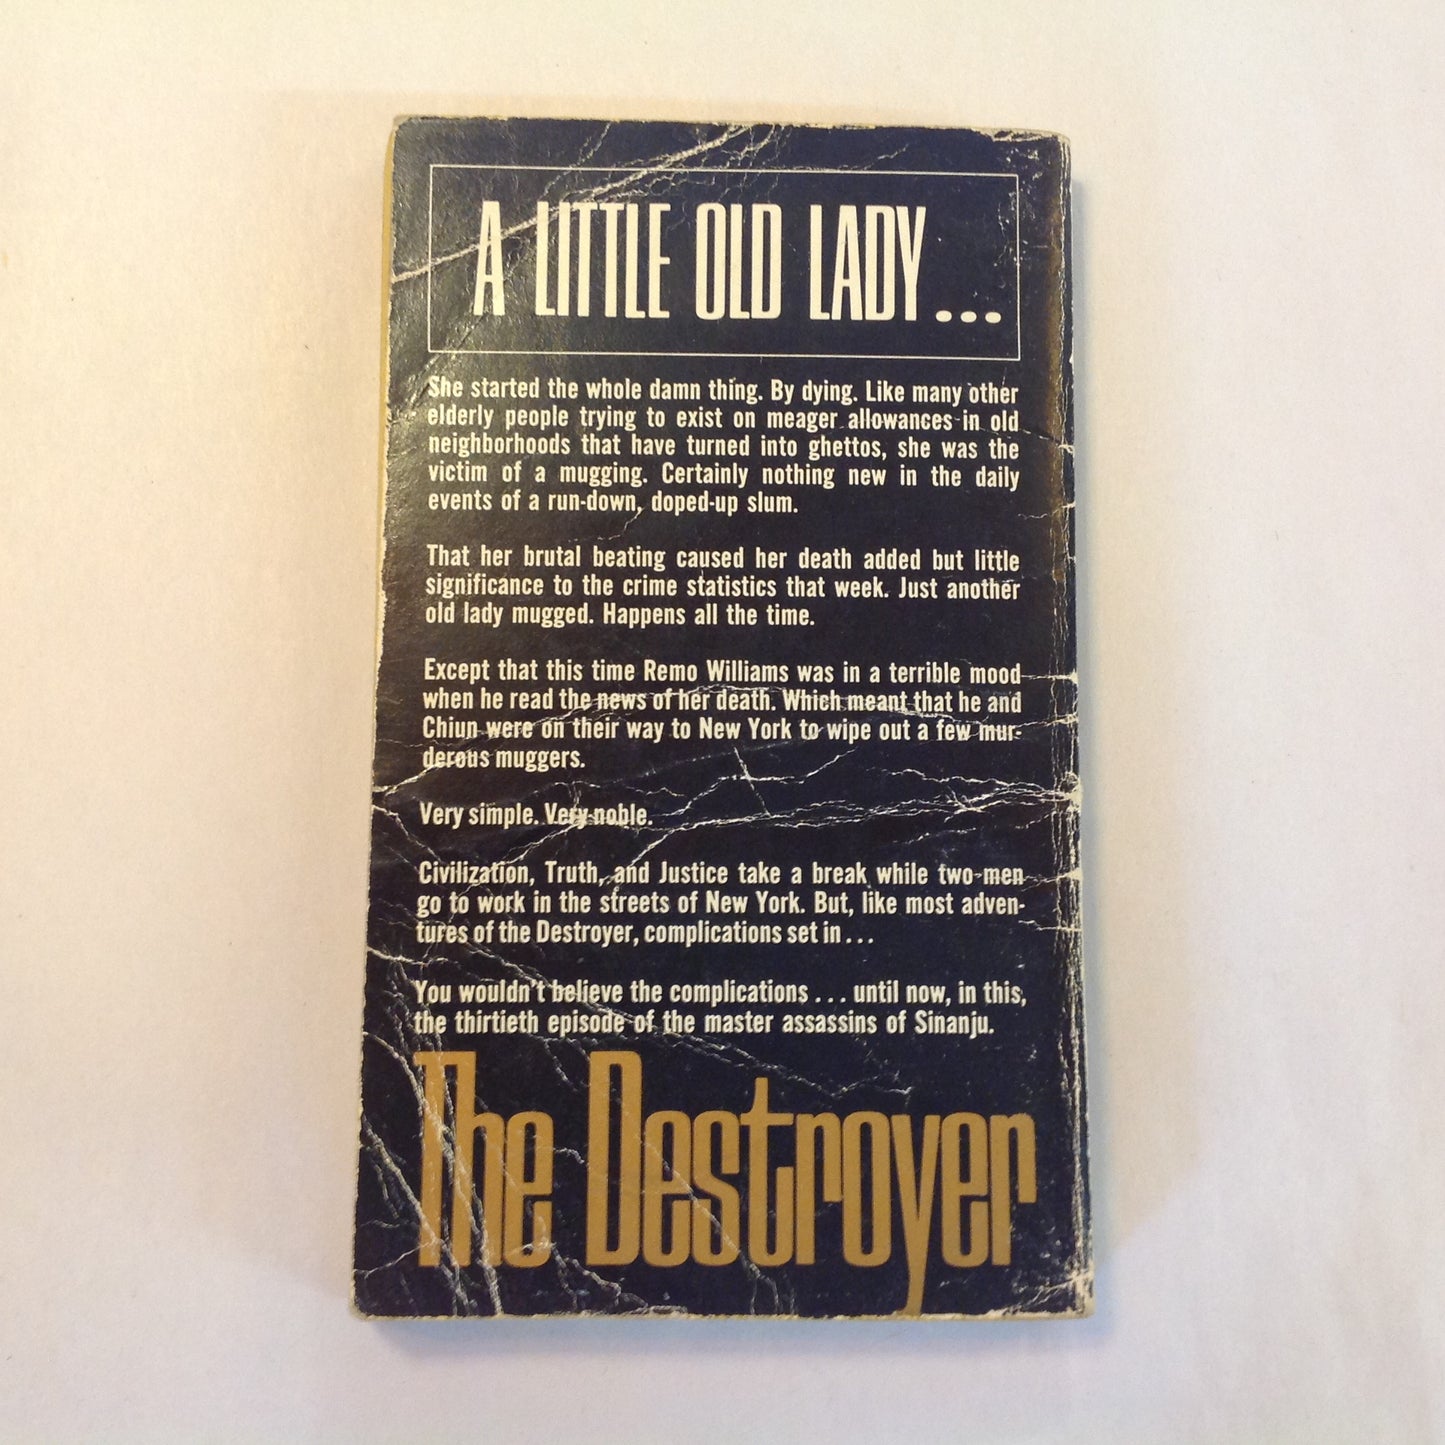 A LITTLE OLD LADY...
She started the whole damn thing. By dying. Like many other
elderly people trying to exist on meager allowances in old
neighborhoods that have turned into ghettos, she was the
victim of a mugging. Certainly nothing new in the daily
events of a run-down, doped-up slum.
That her brutal beating caused her death added but little
significance to the crime statistics that week. Just another
old lady mugged. Happens all the time.
Except that this time Remo Williams was in a terrible mood
when he read the news of her death. Which meant that he and
Chiun were on their way to New York to wipe out a few mur-
derous muggers.
Very simple. Very noble.
Civilization, Truth, and Justice take a break while two men
go to work in the streets of New York. But, like most adven-
tures of the Destroyer, complications set in...
You wouldn't believe the complications... until now, in this,
the thirtieth episode of the master assassins of Sinanju.
The Destroyer